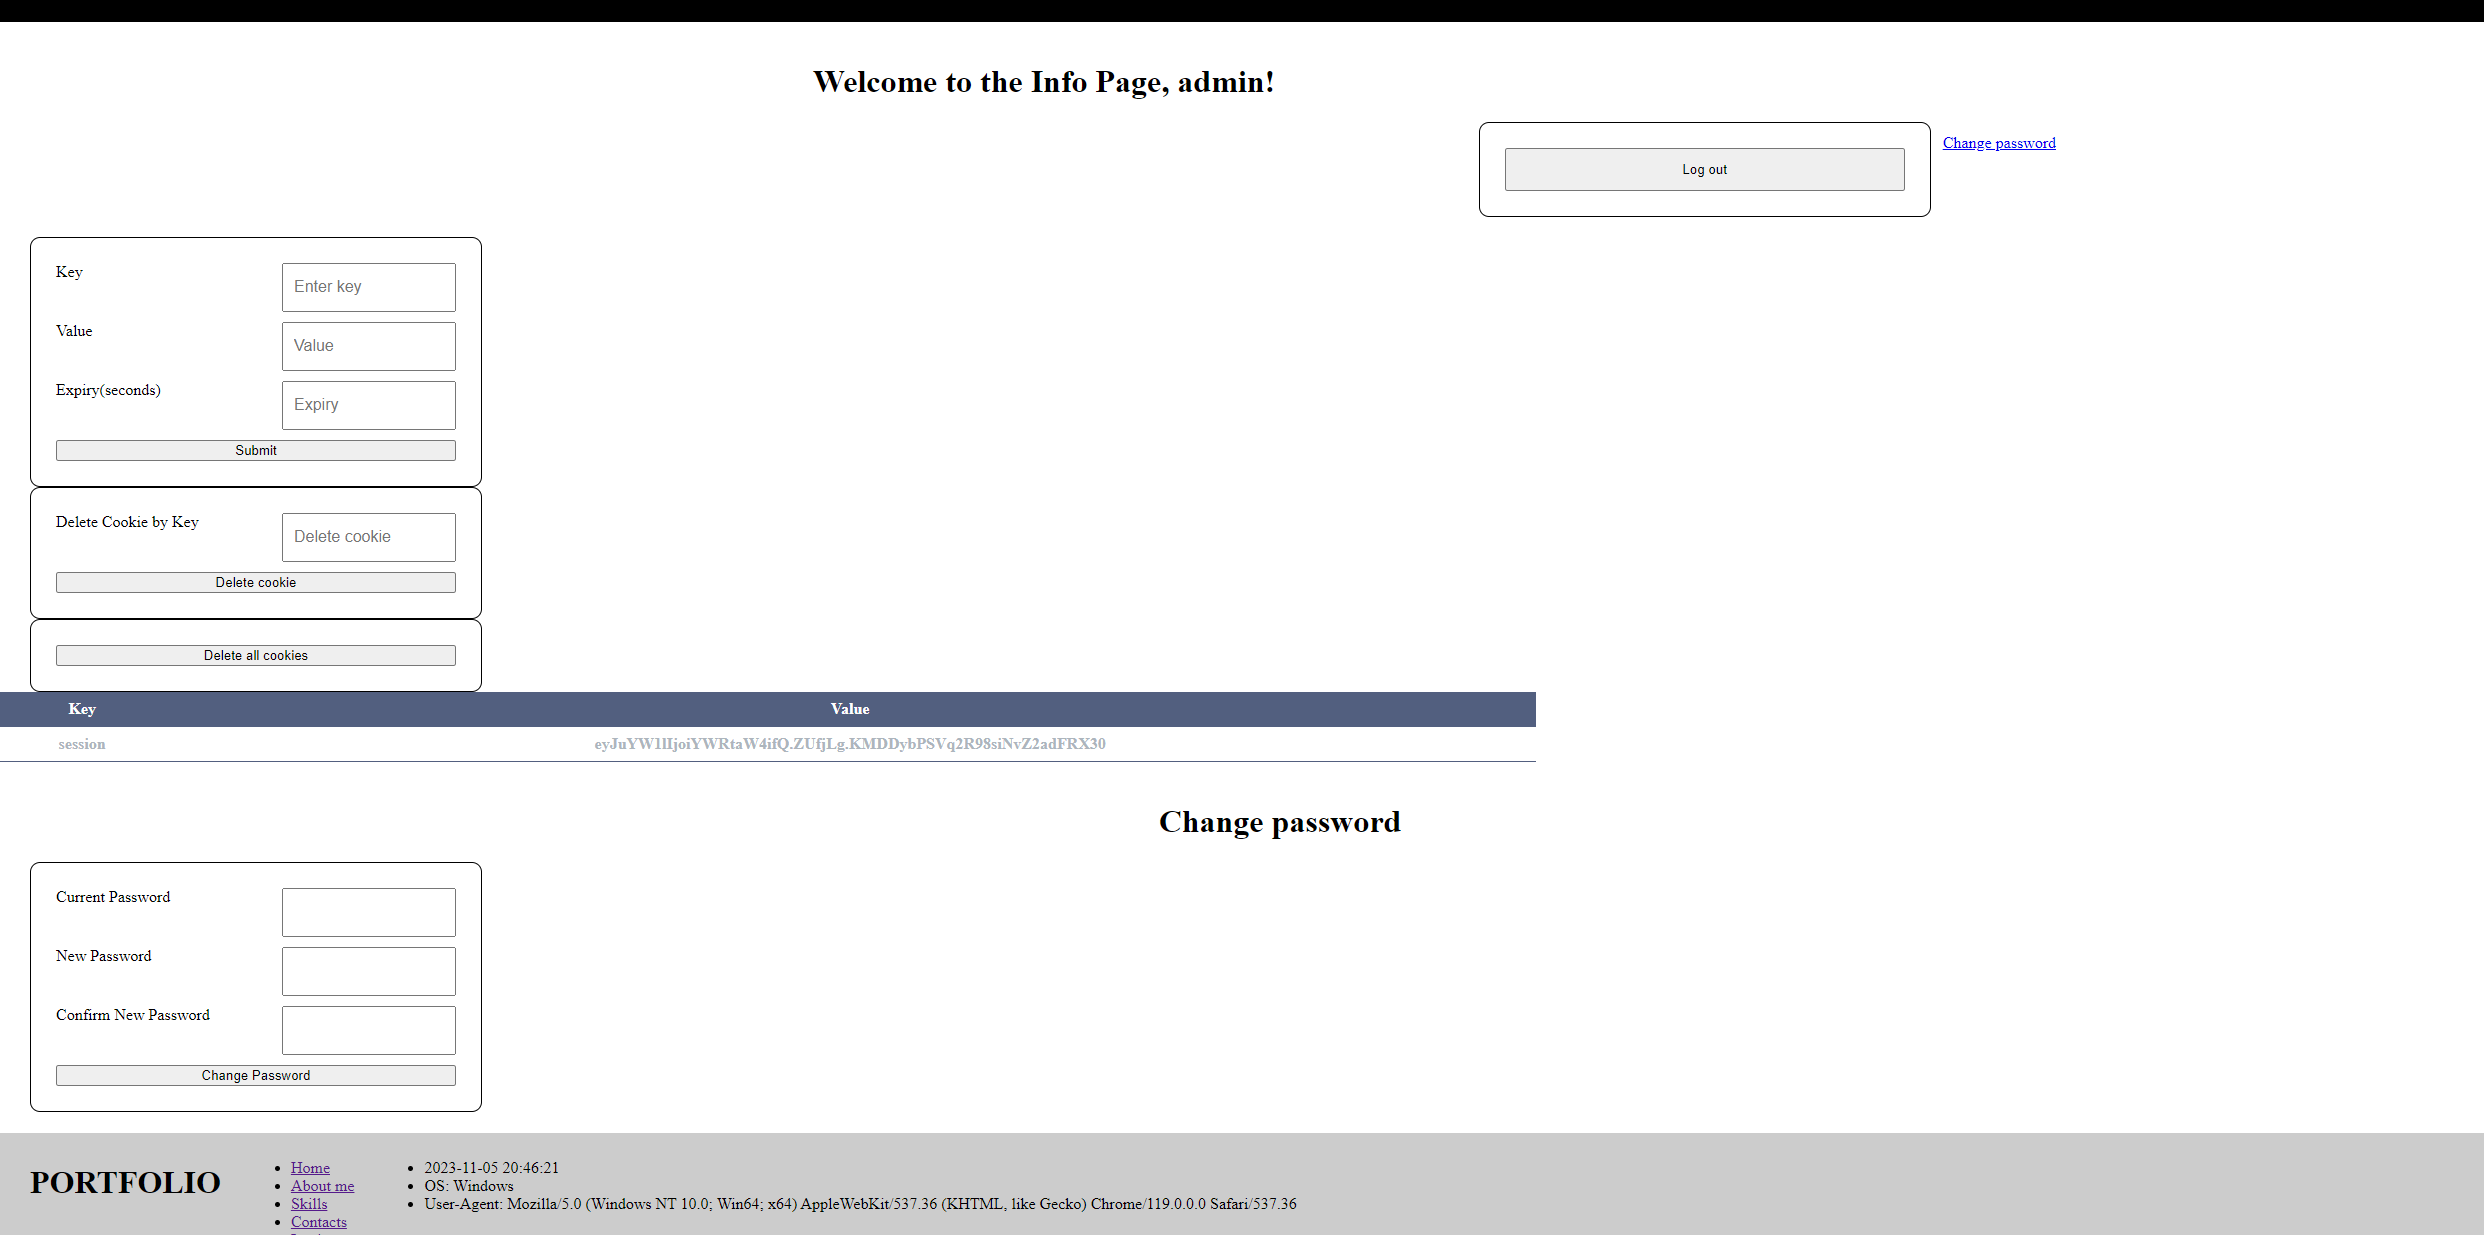 Welcome to the Info Page, admin!
Log out
Change password
Key
Enter key
Value
Value
Expiry(seconds)
Expiry
Submit
Delete Cookie by Key
Delete cookie
Delete cookie
Delete all cookies
Key Value
session eyJuYW1lIjoiYWRtaW4ifQ.ZUfjLg.KMDDybPSVq2R98siNvZ2adFRX30
Change password
Current Password
New Password
Confirm New Password
Change Password
PORTFOLIO
Home
About me
Skills
Contacts
2023-11-05 20:46:21
OS: Windows
User-Agent: Mozilla/5.0 (Windows NT 10.0; Win64; x64) AppleWebKit/537.36 (KHTML, like Gecko) Chrome/119.0.0.0 Safari/537.36